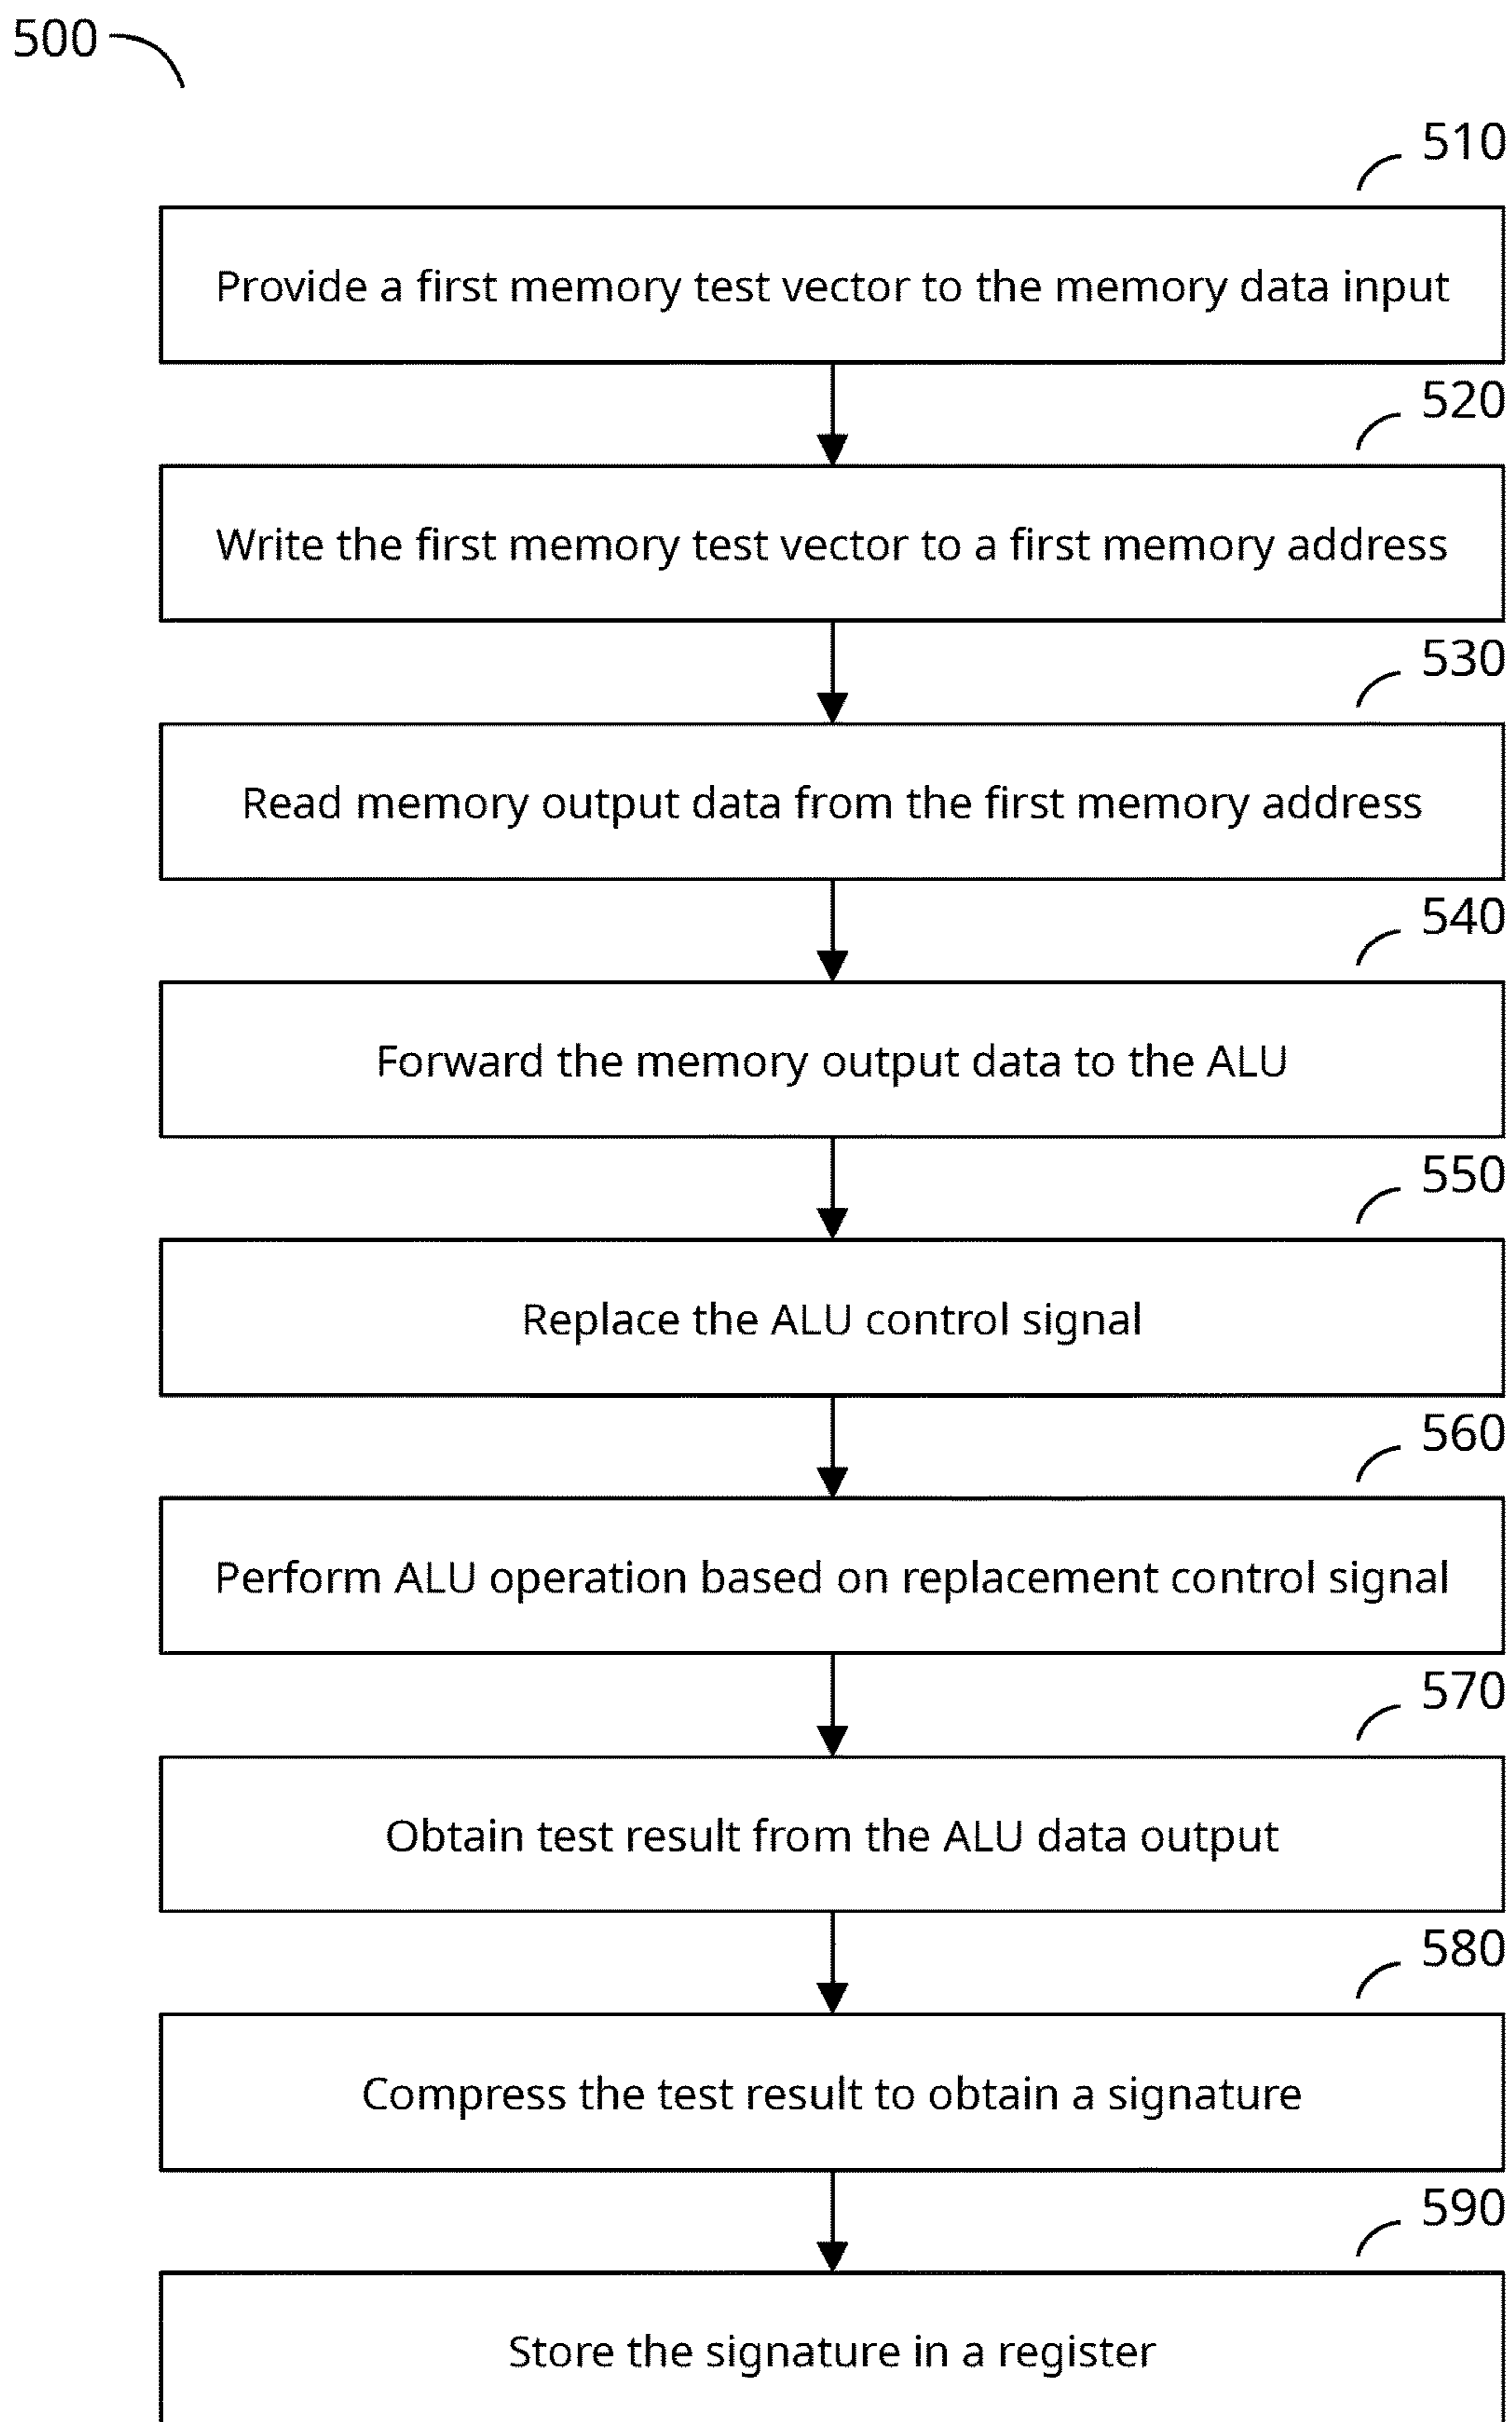 500
510
Provide a first memory test vector to the memory data input
520
Write the first memory test vector to a first memory address
530
Read memory output data from the first memory address
540
Forward the memory output data to the ALU
550
Replace the ALU control signal
560
Perform ALU operation based on replacement control signal
570
Obtain test result from the ALU data output
580
Compress the test result to obtain a signature
590
Store the signature in a register